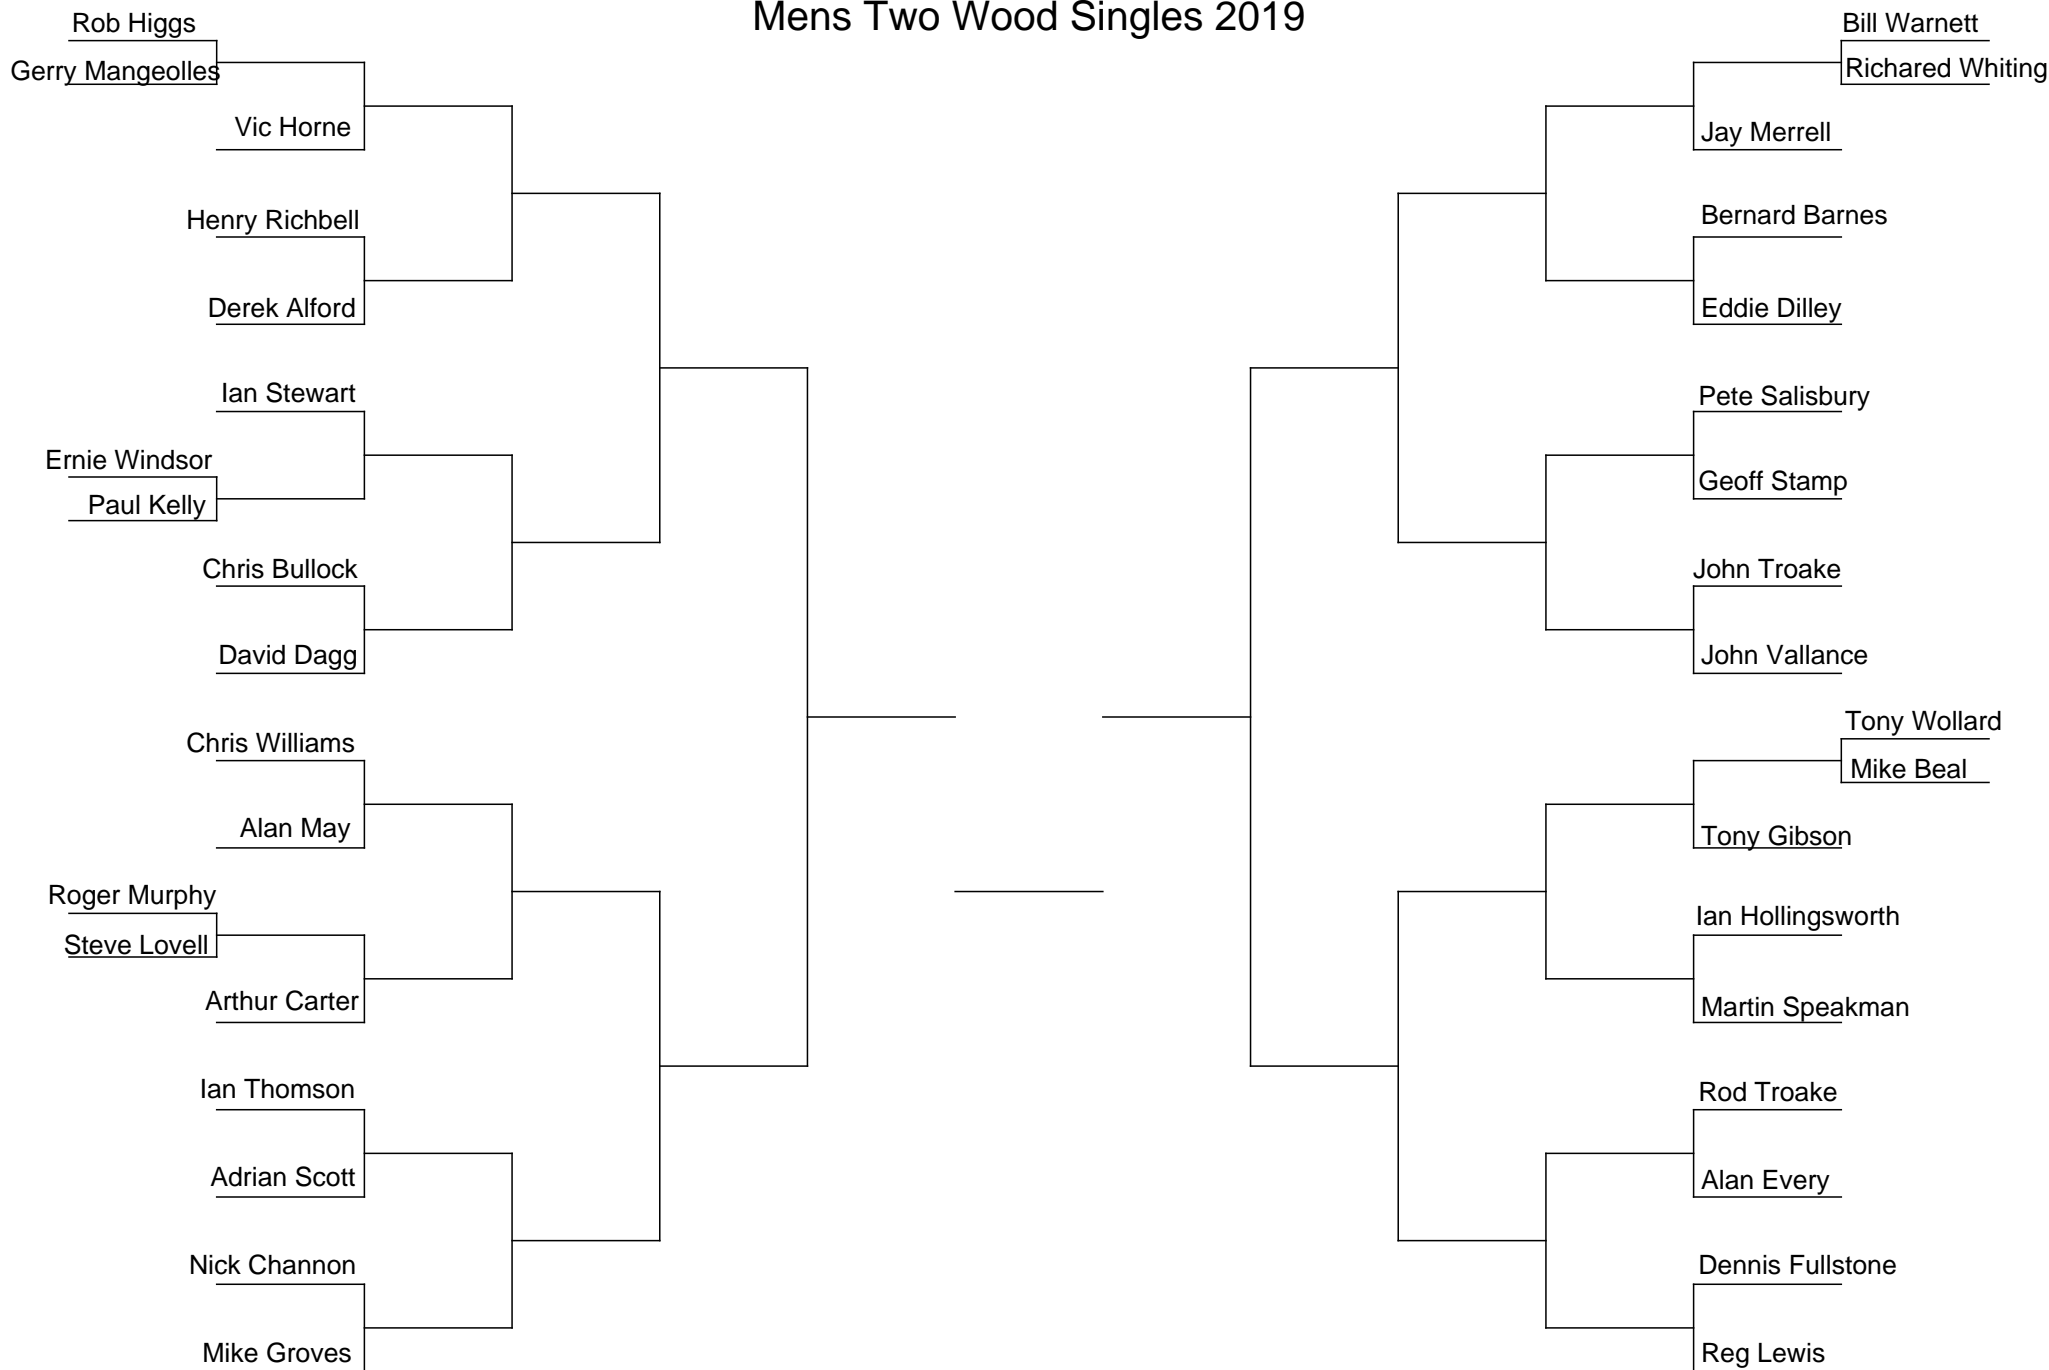 Mens Two Wood Singles 2019
Rob Higgs
Gerry Mangeolles
Vic Horne
Henry Richbell
Derek Alford
Ian Stewart
Ernie Windsor
Paul Kelly
Chris Bullock
David Dagg
Chris Williams
Alan May
Roger Murphy
Steve Lovell
Arthur Carter
Ian Thomson
Adrian Scott
Nick Channon
Mike Groves
Bill Warnett
Richared Whiting
Jay Merrell
Bernard Barnes
Eddie Dilley
Pete Salisbury
Geoff Stamp
John Troake
John Vallance
Tony Wollard
Mike Beal
Tony Gibson
Ian Hollingsworth
Martin Speakman
Rod Troake
Alan Every
Dennis Fullstone
Reg Lewis